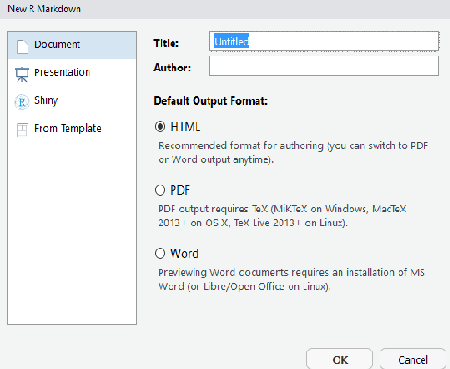 New R Markdown
Document
Presentation
Shiny
From Template
Title: Untitled
Author:
Default Output Format:
HTML
Recommended format for authoring (you can switch to PDF
or Word output anytime).
PDF
PDF output requires TeX (MiKTeX on Windows, MacTeX
2013+ on OS X, TeX Live 2013+ on Linux).
Word
Previewing Word documents requires an installation of MS
Word (or Libre/Open Office on Linux).
OK Cancel